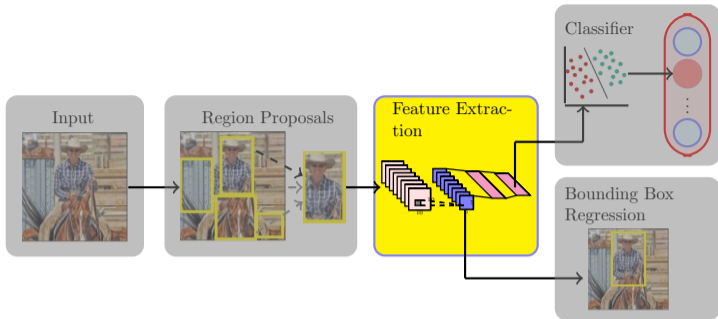 Input
Region Proposals
Feature Extrac-
tion
Classifier
Bounding Box
Regression